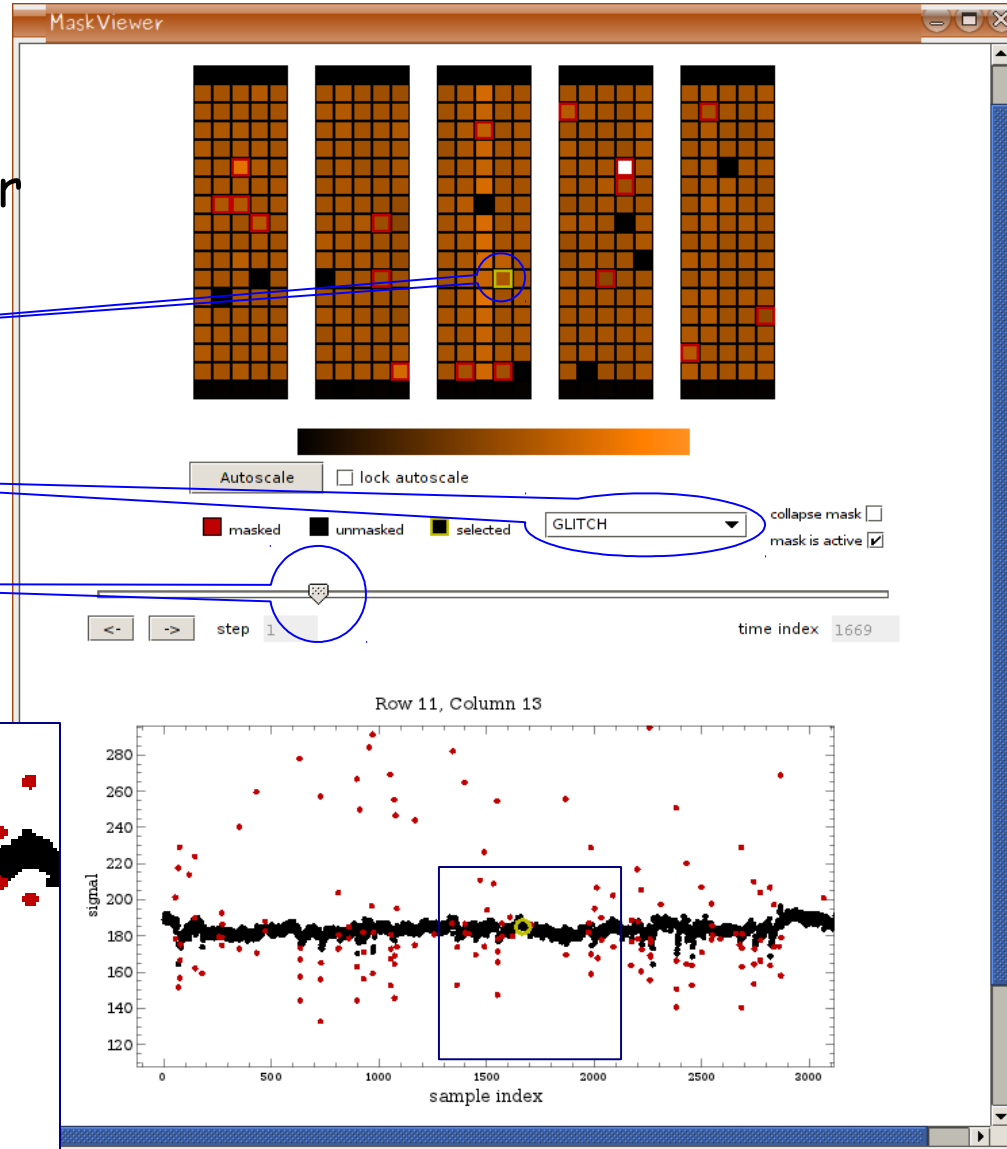 MaskViewer
r
Autoscale
lock autoscale
masked
unmasked
selected
GLITCH
collapse mask
mask is active
<-
->
step
1
time index
1669
Row 11, Column 13
signal
280
260
240
220
200
180
160
140
120
0
500
1000
1500
2000
2500
3000
sample index